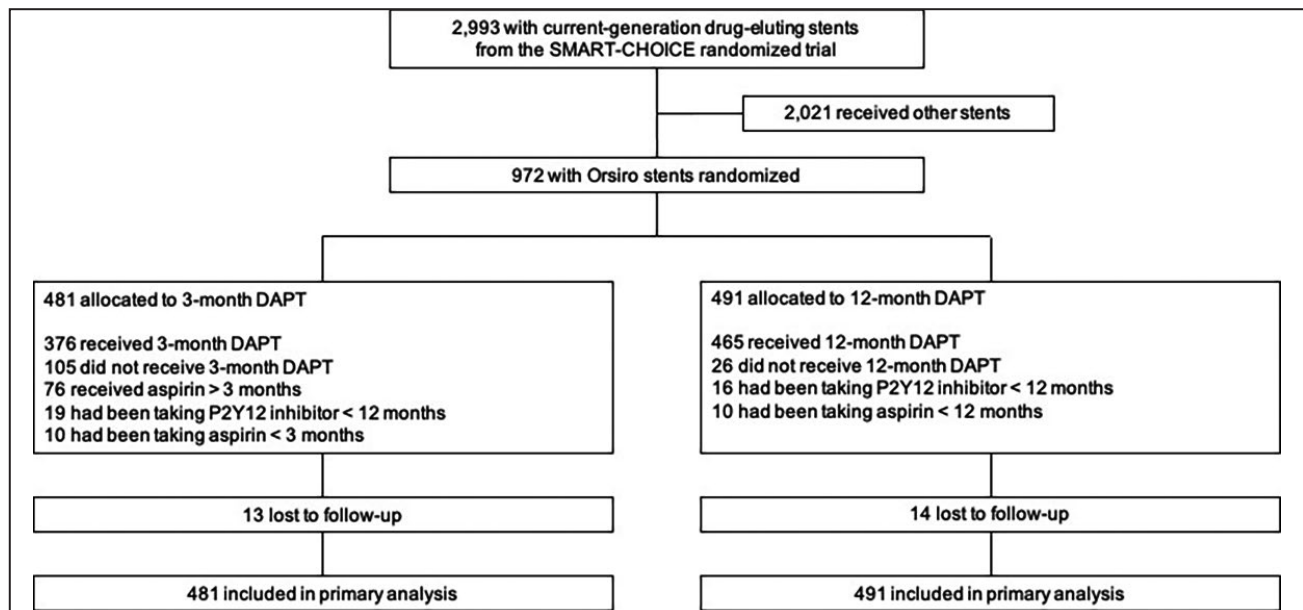 2,993 with current-generation drug-eluting stents
from the SMART-CHOICE randomized trial
2,021 received other stents
972 with Orsiro stents randomized
481 allocated to 3-month DAPT
376 received 3-month DAPT
105 did not receive 3-month DAPT
76 received aspirin > 3 months
19 had been taking P2Y12 inhibitor < 12 months
10 had been taking aspirin < 3 months
491 allocated to 12-month DAPT
465 received 12-month DAPT
26 did not receive 12-month DAPT
16 had been taking P2Y12 inhibitor < 12 months
10 had been taking aspirin < 12 months
13 lost to follow-up
14 lost to follow-up
481 included in primary analysis
491 included in primary analysis